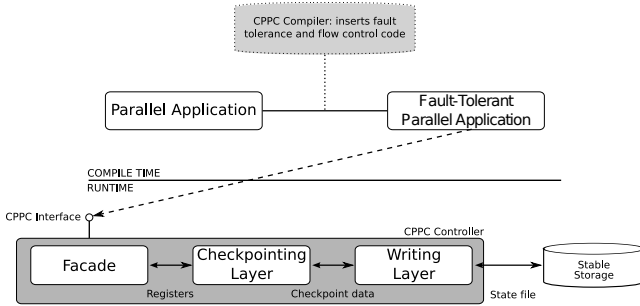 CPPC Compiler: inserts fault
tolerance and flow control code
Parallel Application
Fault-Tolerant
Parallel Application
COMPILE TIME
RUNTIME
CPPC Interface
CPPC Controller
Facade
Checkpointing
Layer
Writing
Layer
Stable
Storage
Registers
Checkpoint data
State file